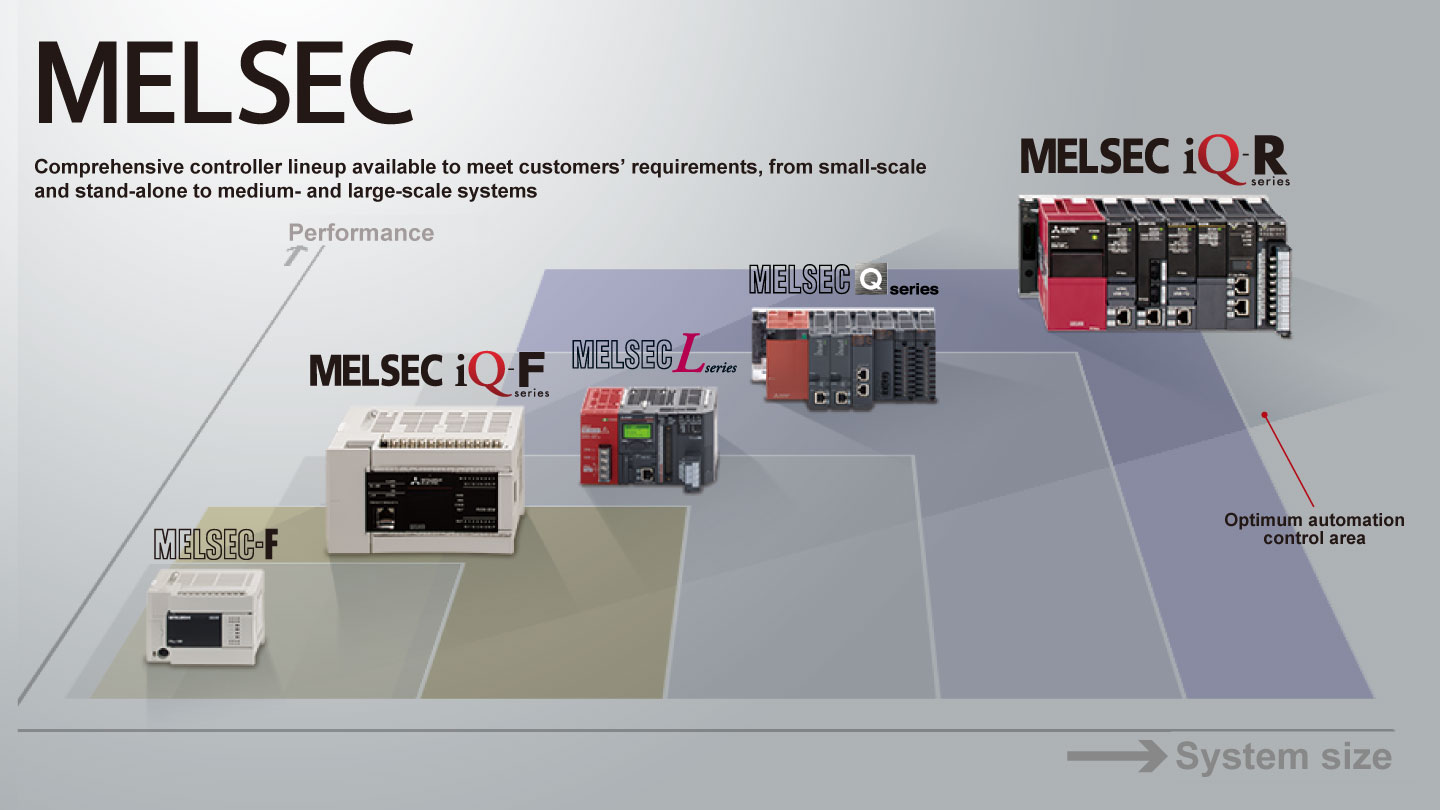 MELSEC
Comprehensive controller lineup available to meet customers’ requirements, from small-scale
and stand-alone to medium- and large-scale systems
Performance
MELSEC iQ-R
series
MELSEC Q series
MELSEC L series
MELSEC iQ-F
series
MELSEC-F
Optimum automation
control area
System size